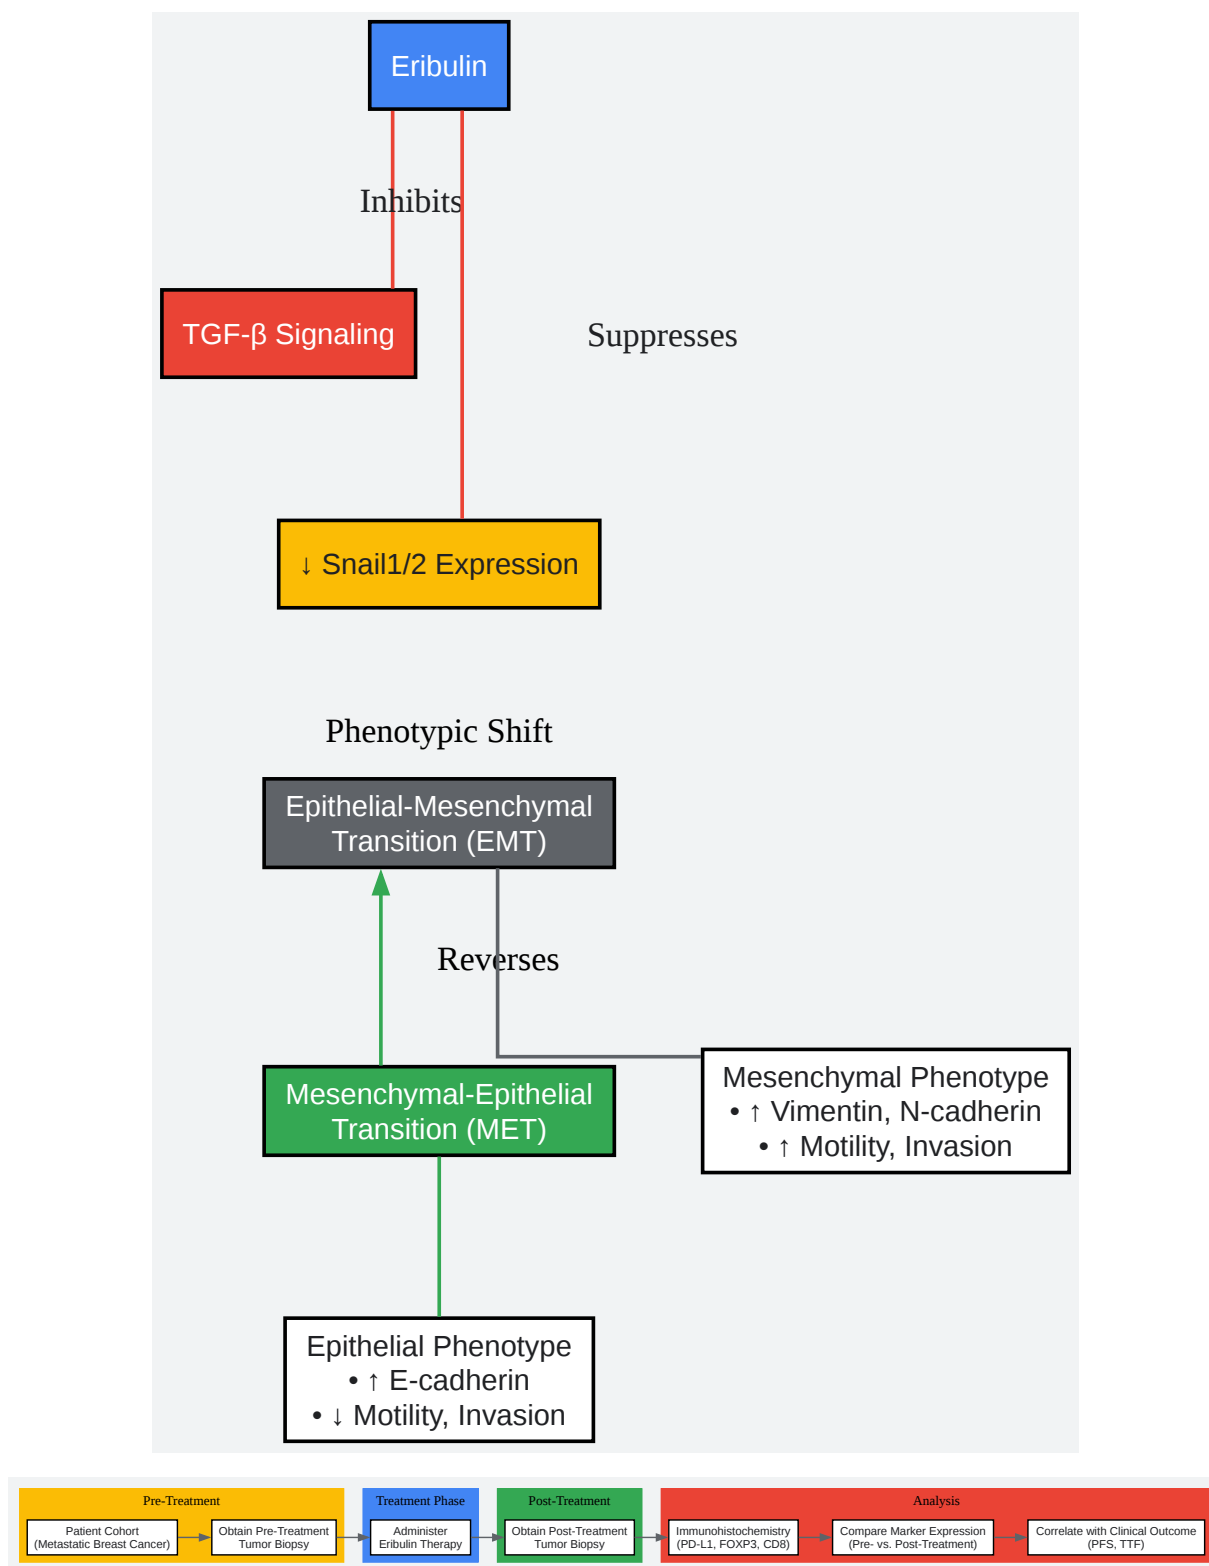 Eribulin
Inhibits
TGF-β Signaling
Suppresses
↓ Snail1/2 Expression
Phenotypic Shift
Epithelial-Mesenchymal
Transition (EMT)
Reverses
Mesenchymal-Epithelial
Transition (MET)
Mesenchymal Phenotype
• ↑ Vimentin, N-cadherin
• ↑ Motility, Invasion
Epithelial Phenotype
• ↑ E-cadherin
• ↓ Motility, Invasion
Pre-Treatment
Patient Cohort
(Metastatic Breast Cancer)
Obtain Pre-Treatment
Tumor Biopsy
Treatment Phase
Administer
Eribulin Therapy
Post-Treatment
Obtain Post-Treatment
Tumor Biopsy
Analysis
Immunohistochemistry
(PD-L1, FOXP3, CD8)
Compare Marker Expression
(Pre- vs. Post-Treatment)
Correlate with Clinical Outcome
(PFS, TTF)